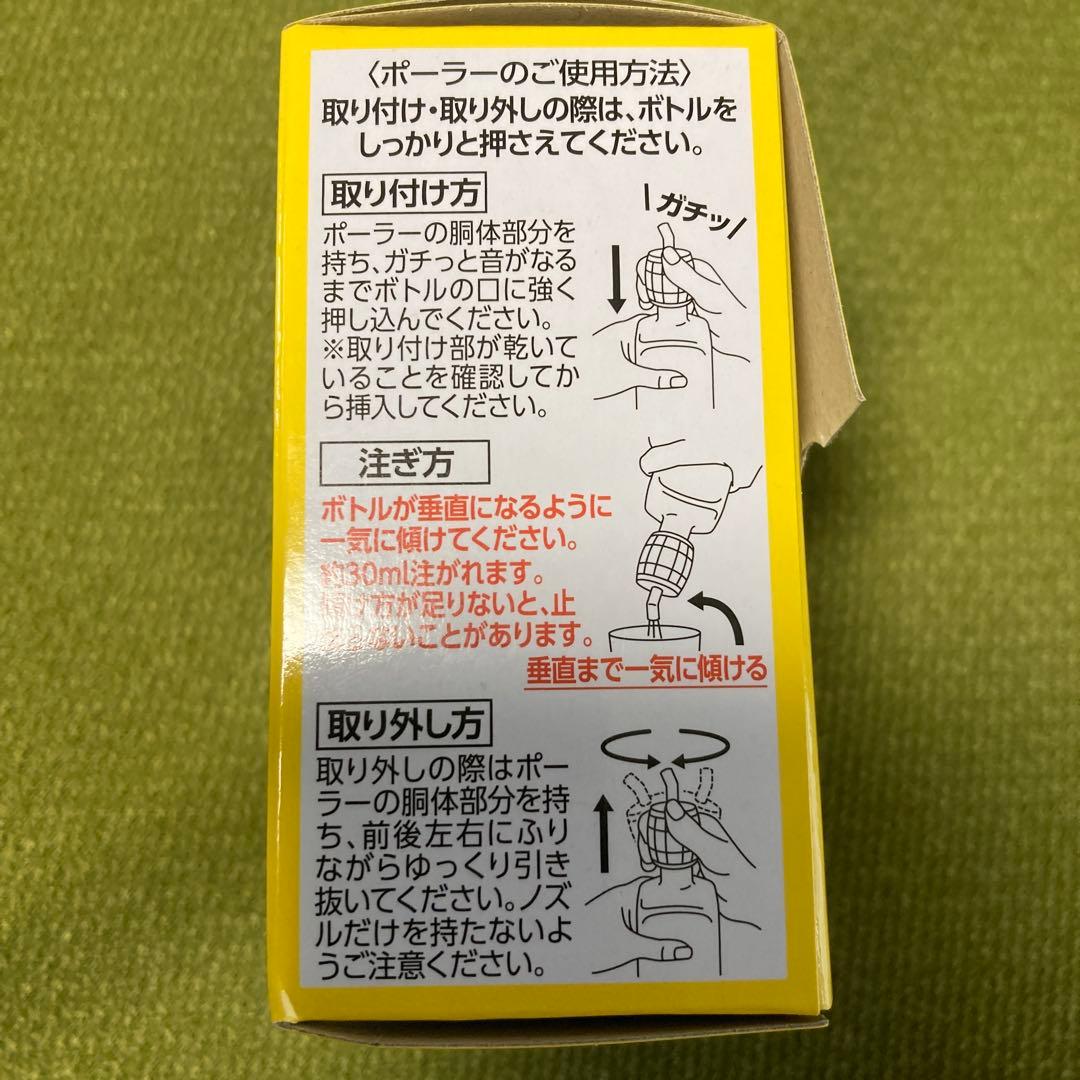 〈ポーラーのご使用方法〉
取り付け・取り外しの際は、ボトルを
しっかりと押さえてください。
取り付け方
ガチッ
ポーラーの胴体部分を
持ち、ガチっと音がなる
までボトルの口に強く
押し込んでください。
※取り付け部が乾いて
いることを確認してか
ら挿入してください。
注ぎ方
ボトルが垂直になるように
一気に傾けてください。
約30ml注がれます。
傾け方が足りないと、止
まらないことがあります。
垂直まで一気に傾ける
取り外し方
取り外しの際はポー
ラーの胴体部分を持
ち、前後左右にふり
ながらゆっくり引き
抜いてください。ノズ
ルだけを持たないよ
うご注意ください。